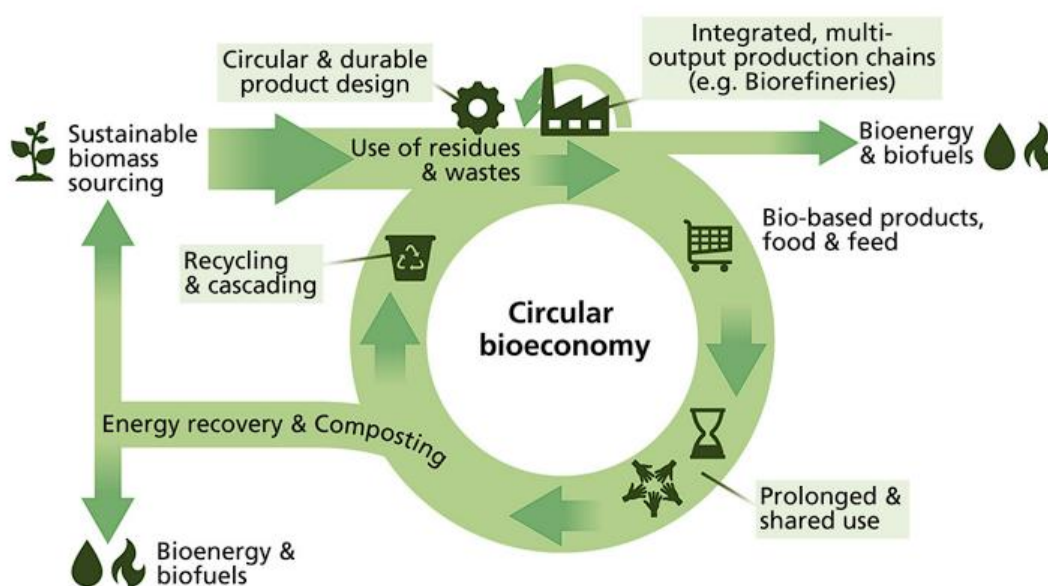 Circular & durable
product design
Integrated, multi-
output production chains
(e.g. Biorefineries)
Sustainable
biomass
sourcing
Use of residues
& wastes
Bioenergy
& biofuels
Bio-based products,
food & feed
Recycling
& cascading
Circular
bioeconomy
Energy recovery & Composting
Prolonged &
shared use
Bioenergy &
biofuels